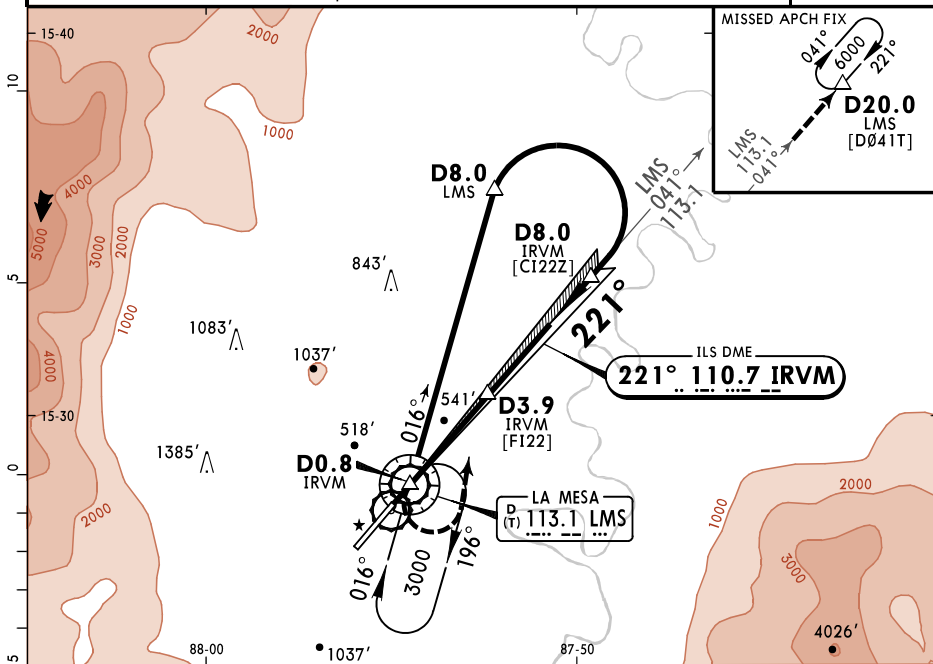 MISSED APCH FIX
041°
6000
221°
D20.0
LMS
[DØ41T]
LMS
113.1
041°
15-40
10
2000
1000
4000
5000
3000
2000
1000
D8.0
LMS
LMS
041°
113.1
D8.0
IRVM
[CI22Z]
843'
5
221°
1083'
1037'
4000
ILS DME
221° 110.7 IRVM
016°
541'
D3.9
IRVM
[FI22]
15-30
518'
1385'
D0.8
IRVM
0
LA MESA
D
(T) 113.1 LMS
2000
1000
2000
196°
016°
3000
3000
4026'
88-00
1037'
87-50
5